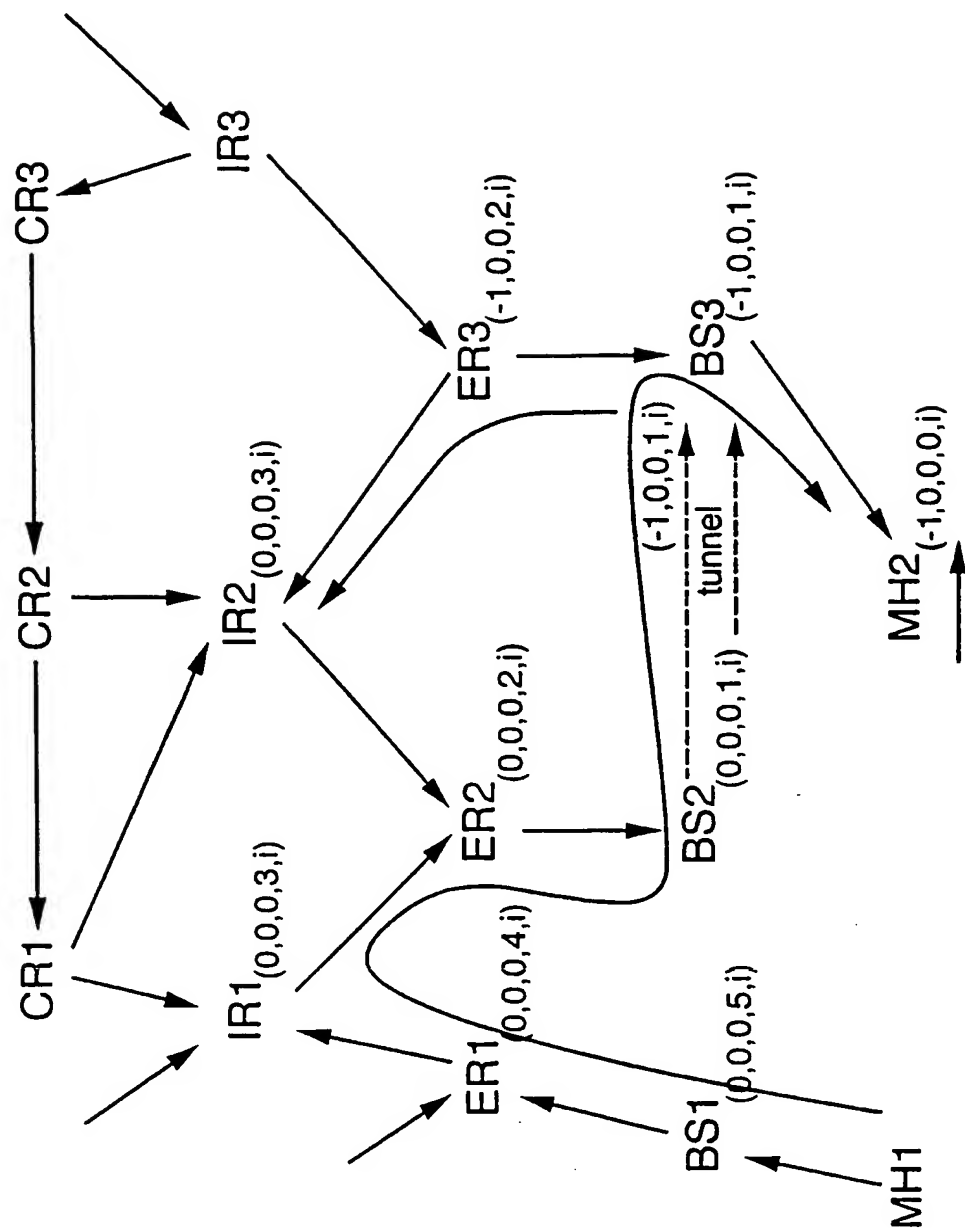 CR1
CR2
CR3
IR1(0,0,0,3,i)
IR2(0,0,0,3,i)
IR3
ER1(0,0,0,4,i)
ER2(0,0,0,2,i)
ER3(-1,0,0,2,i)
BS1(0,0,0,5,i)
BS2(0,0,0,1,i)
(-1,0,0,1,i)
tunnel
BS3(-1,0,0,1,i)
MH1
MH2(-1,0,0,0,i)